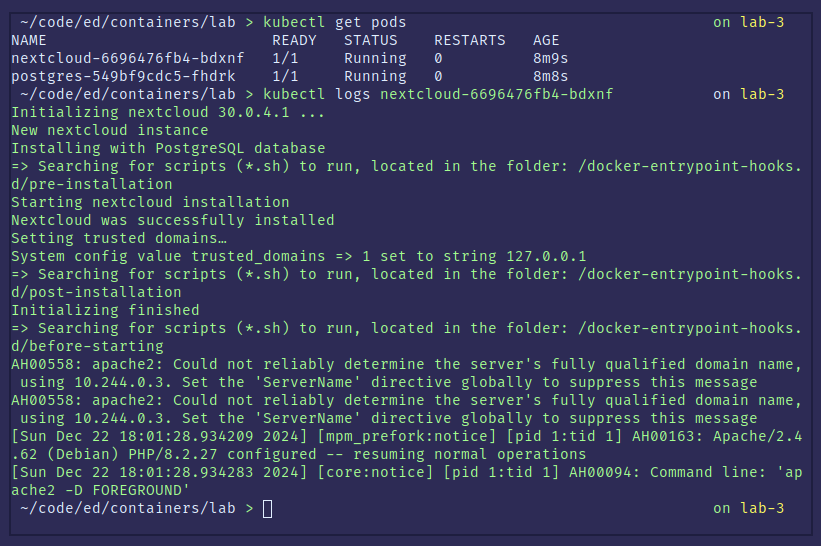 ~/code/ed/containers/lab > kubectl get pods on lab-3
NAME READY STATUS RESTARTS AGE
nextcloud-6696476fb4-bdxnf 1/1 Running 0 8m9s
postgres-549bf9cdc5-fhdrk 1/1 Running 0 8m8s
~/code/ed/containers/lab > kubectl logs nextcloud-6696476fb4-bdxnf on lab-3
Initializing nextcloud 30.0.4.1 ...
New nextcloud instance
Installing with PostgreSQL database
=> Searching for scripts (*.sh) to run, located in the folder: /docker-entrypoint-hooks.
d/pre-installation
Starting nextcloud installation
Nextcloud was successfully installed
Setting trusted domains…
System config value trusted_domains => 1 set to string 127.0.0.1
=> Searching for scripts (*.sh) to run, located in the folder: /docker-entrypoint-hooks.
d/post-installation
Initializing finished
=> Searching for scripts (*.sh) to run, located in the folder: /docker-entrypoint-hooks.
d/before-starting
AH00558: apache2: Could not reliably determine the server's fully qualified domain name,
using 10.244.0.3. Set the 'ServerName' directive globally to suppress this message
AH00558: apache2: Could not reliably determine the server's fully qualified domain name,
using 10.244.0.3. Set the 'ServerName' directive globally to suppress this message
[Sun Dec 22 18:01:28.934209 2024] [mpm_prefork:notice] [pid 1:tid 1] AH00163: Apache/2.4
.62 (Debian) PHP/8.2.27 configured -- resuming normal operations
[Sun Dec 22 18:01:28.934283 2024] [core:notice] [pid 1:tid 1] AH00094: Command line: 'ap
ache2 -D FOREGROUND'
~/code/ed/containers/lab > on lab-3